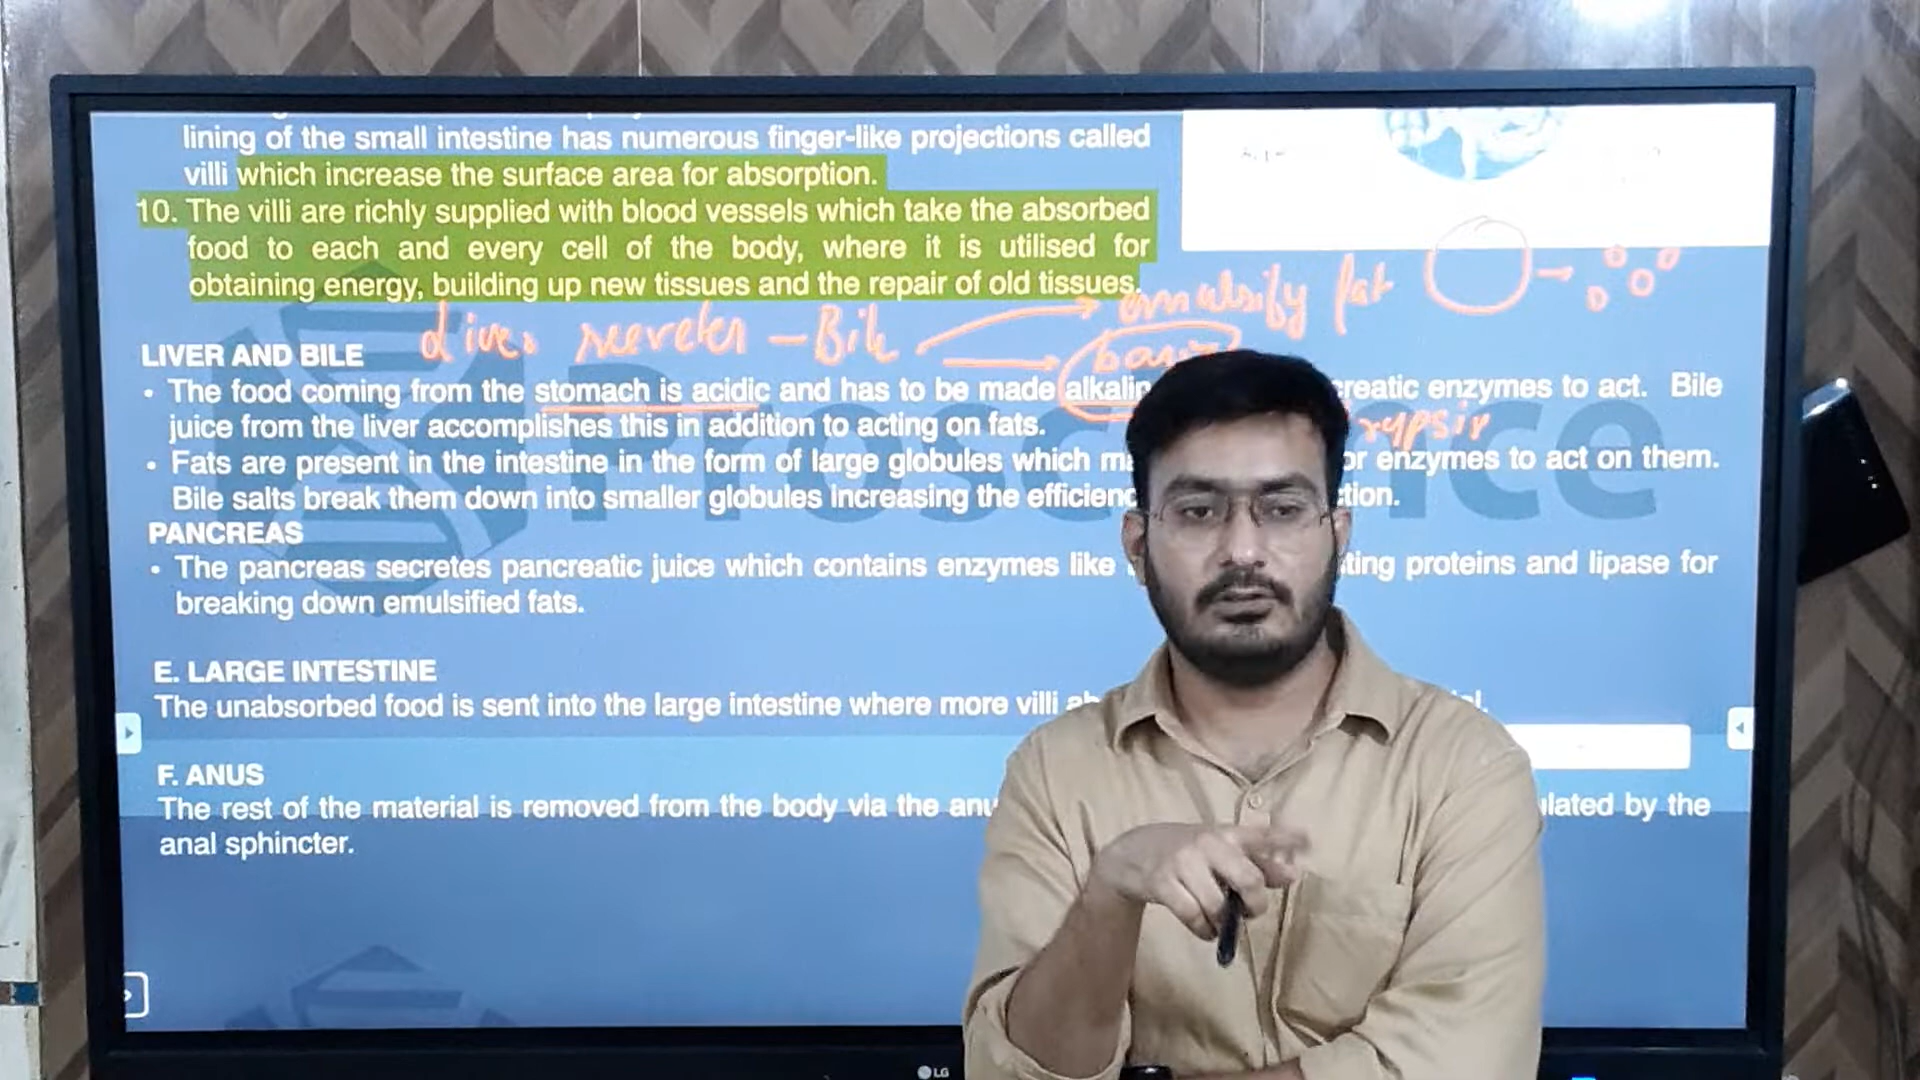 lining of the small intestine has numerous finger-like projections called
villi which increase the surface area for absorption.
10. The villi are richly supplied with blood vessels which take the absorbed
food to each and every cell of the body, where it is utilised for
obtaining energy, building up new tissues and the repair of old tissues.
emulsify fat
Liver secretes - Bile
LIVER AND BILE
• The food coming from the stomach is acidic and has to be made creatic enzymes to act. Bile
juice from the liver accomplishes this in addition to acting on fats.
• Fats are present in the intestine in the form of large globules which or enzymes to act on them.
Bile salts break them down into smaller globules increasing the
PANCREAS
• The pancreas secretes pancreatic juice which contains enzymes like ting proteins and lipase for
breaking down emulsified fats.
E. LARGE INTESTINE
The unabsorbed food is sent into the large intestine where more villi
F. ANUS
The rest of the material is removed from the body via the lated by the
anal sphincter.
LG